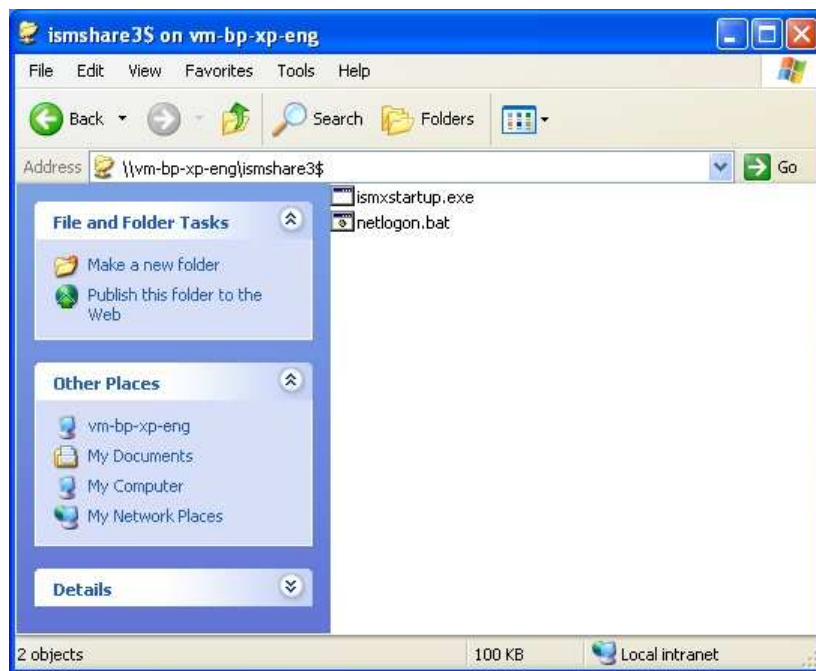 ismshare3$ on vm-bp-xp-eng
File Edit View Favorites Tools Help
Back Search Folders
Address \\vm-bp-xp-eng\ismshare3$ Go
File and Folder Tasks
Make a new folder
Publish this folder to the
Web
Other Places
vm-bp-xp-eng
My Documents
My Computer
My Network Places
Details
ismxstartup.exe
netlogon.bat
2 objects 100 KB Local intranet